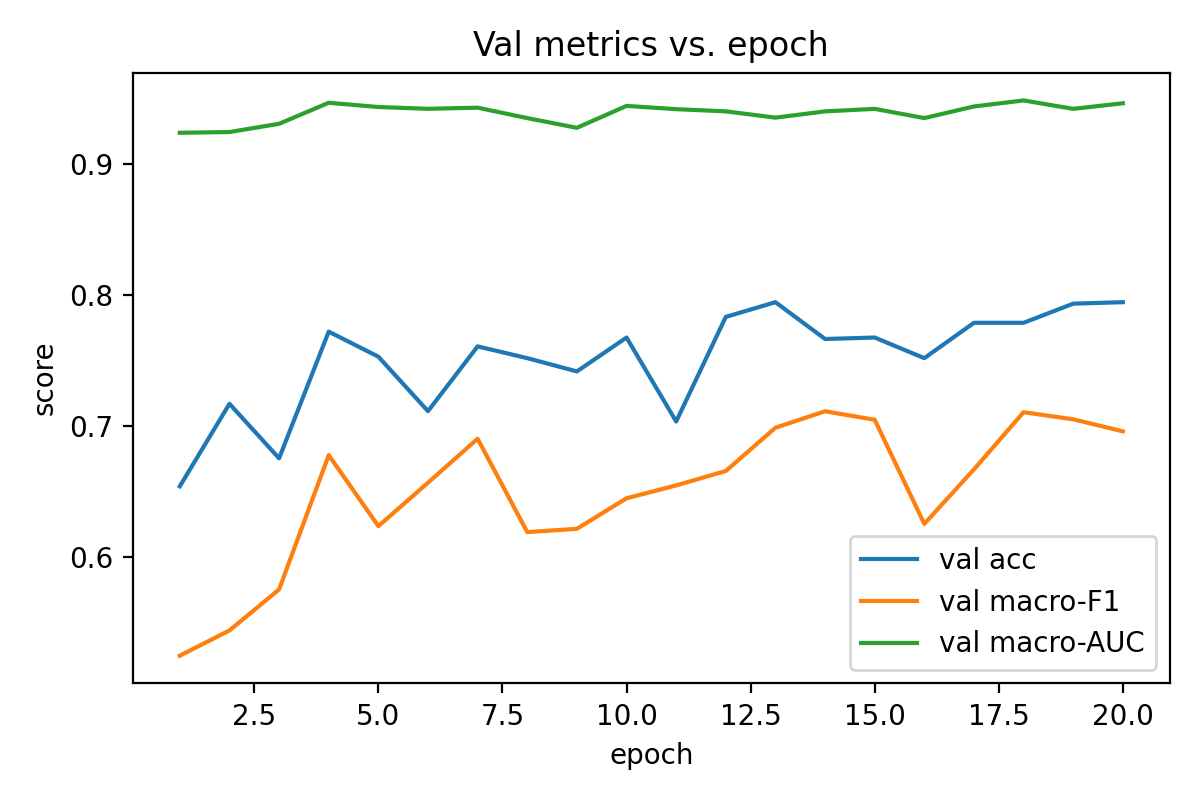 Val metrics vs. epoch
score
0.9
0.8
0.7
0.6
2.5 5.0 7.5 10.0 12.5 15.0 17.5 20.0
epoch
val acc
val macro-F1
val macro-AUC